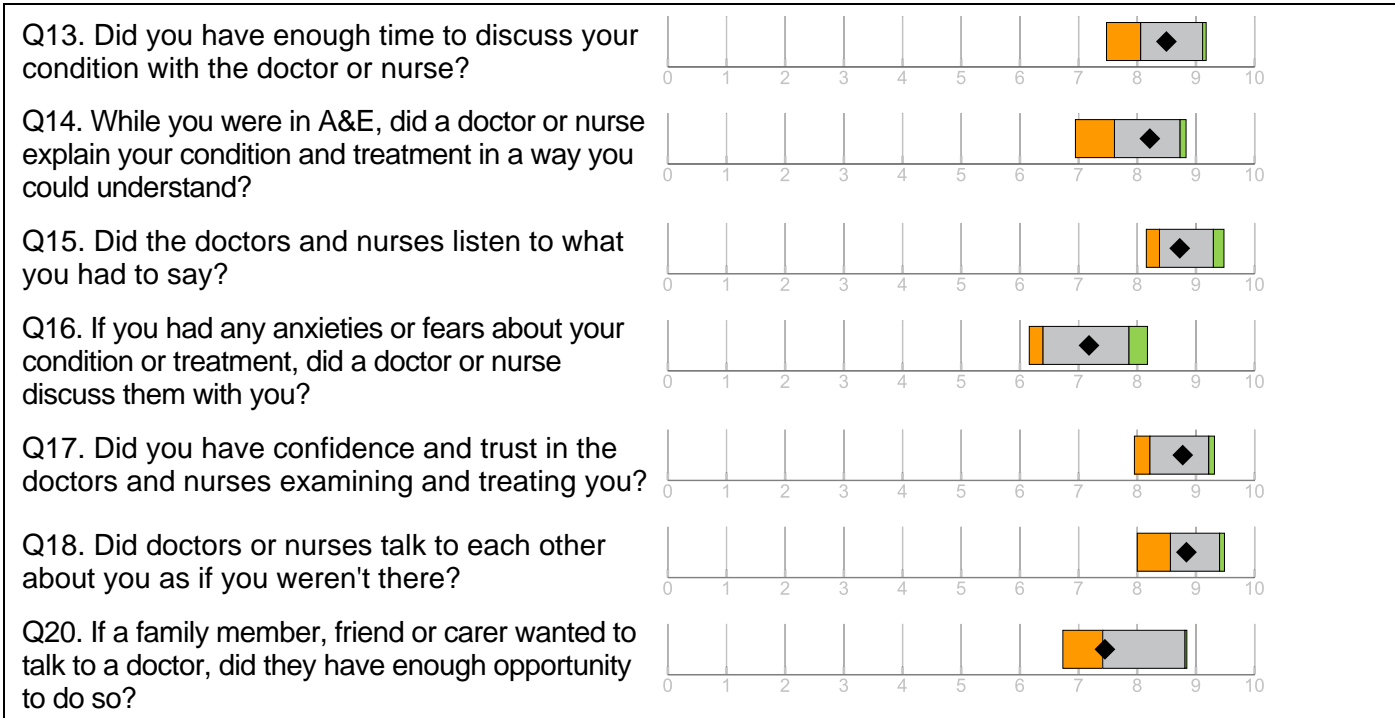 Q13. Did you have enough time to discuss your
condition with the doctor or nurse?
0 1 2 3 4 5 6 7 8 9 10
Q14. While you were in A&E, did a doctor or nurse
explain your condition and treatment in a way you
could understand?
0 1 2 3 4 5 6 7 8 9 10
Q15. Did the doctors and nurses listen to what
you had to say?
0 1 2 3 4 5 6 7 8 9 10
Q16. If you had any anxieties or fears about your
condition or treatment, did a doctor or nurse
discuss them with you?
0 1 2 3 4 5 6 7 8 9 10
Q17. Did you have confidence and trust in the
doctors and nurses examining and treating you?
0 1 2 3 4 5 6 7 8 9 10
Q18. Did doctors or nurses talk to each other
about you as if you weren't there?
0 1 2 3 4 5 6 7 8 9 10
Q20. If a family member, friend or carer wanted to
talk to a doctor, did they have enough opportunity
to do so?
0 1 2 3 4 5 6 7 8 9 10